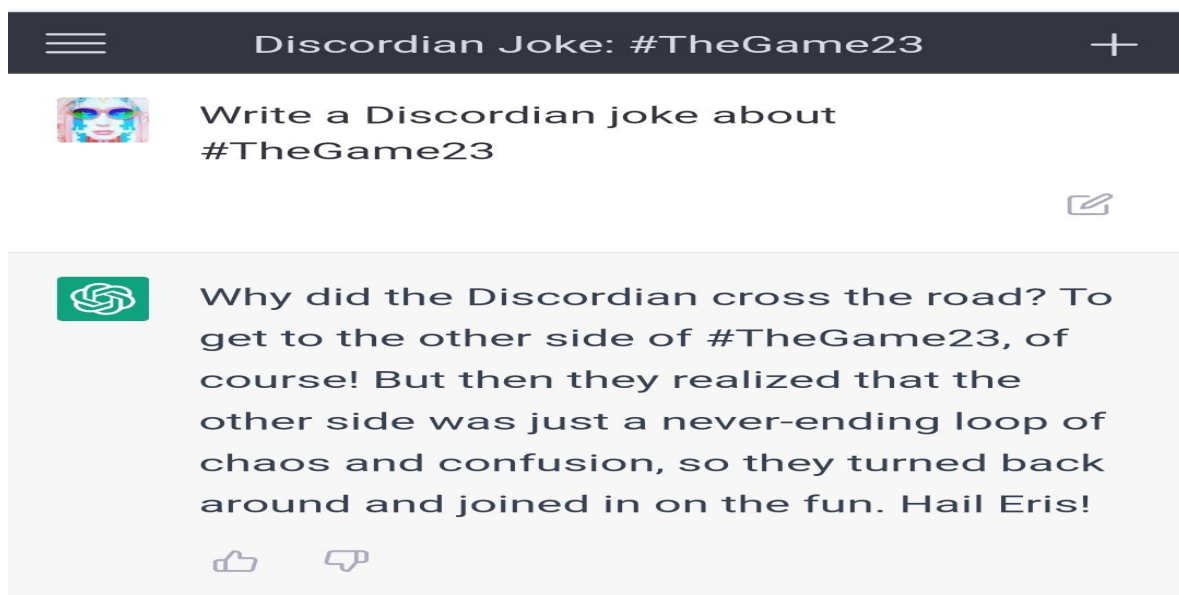 Discordian Joke: #TheGame23
Write a Discordian joke about
#TheGame23
Why did the Discordian cross the road? To
get to the other side of #TheGame23, of
course! But then they realized that the
other side was just a never-ending loop of
chaos and confusion, so they turned back
around and joined in on the fun. Hail Eris!